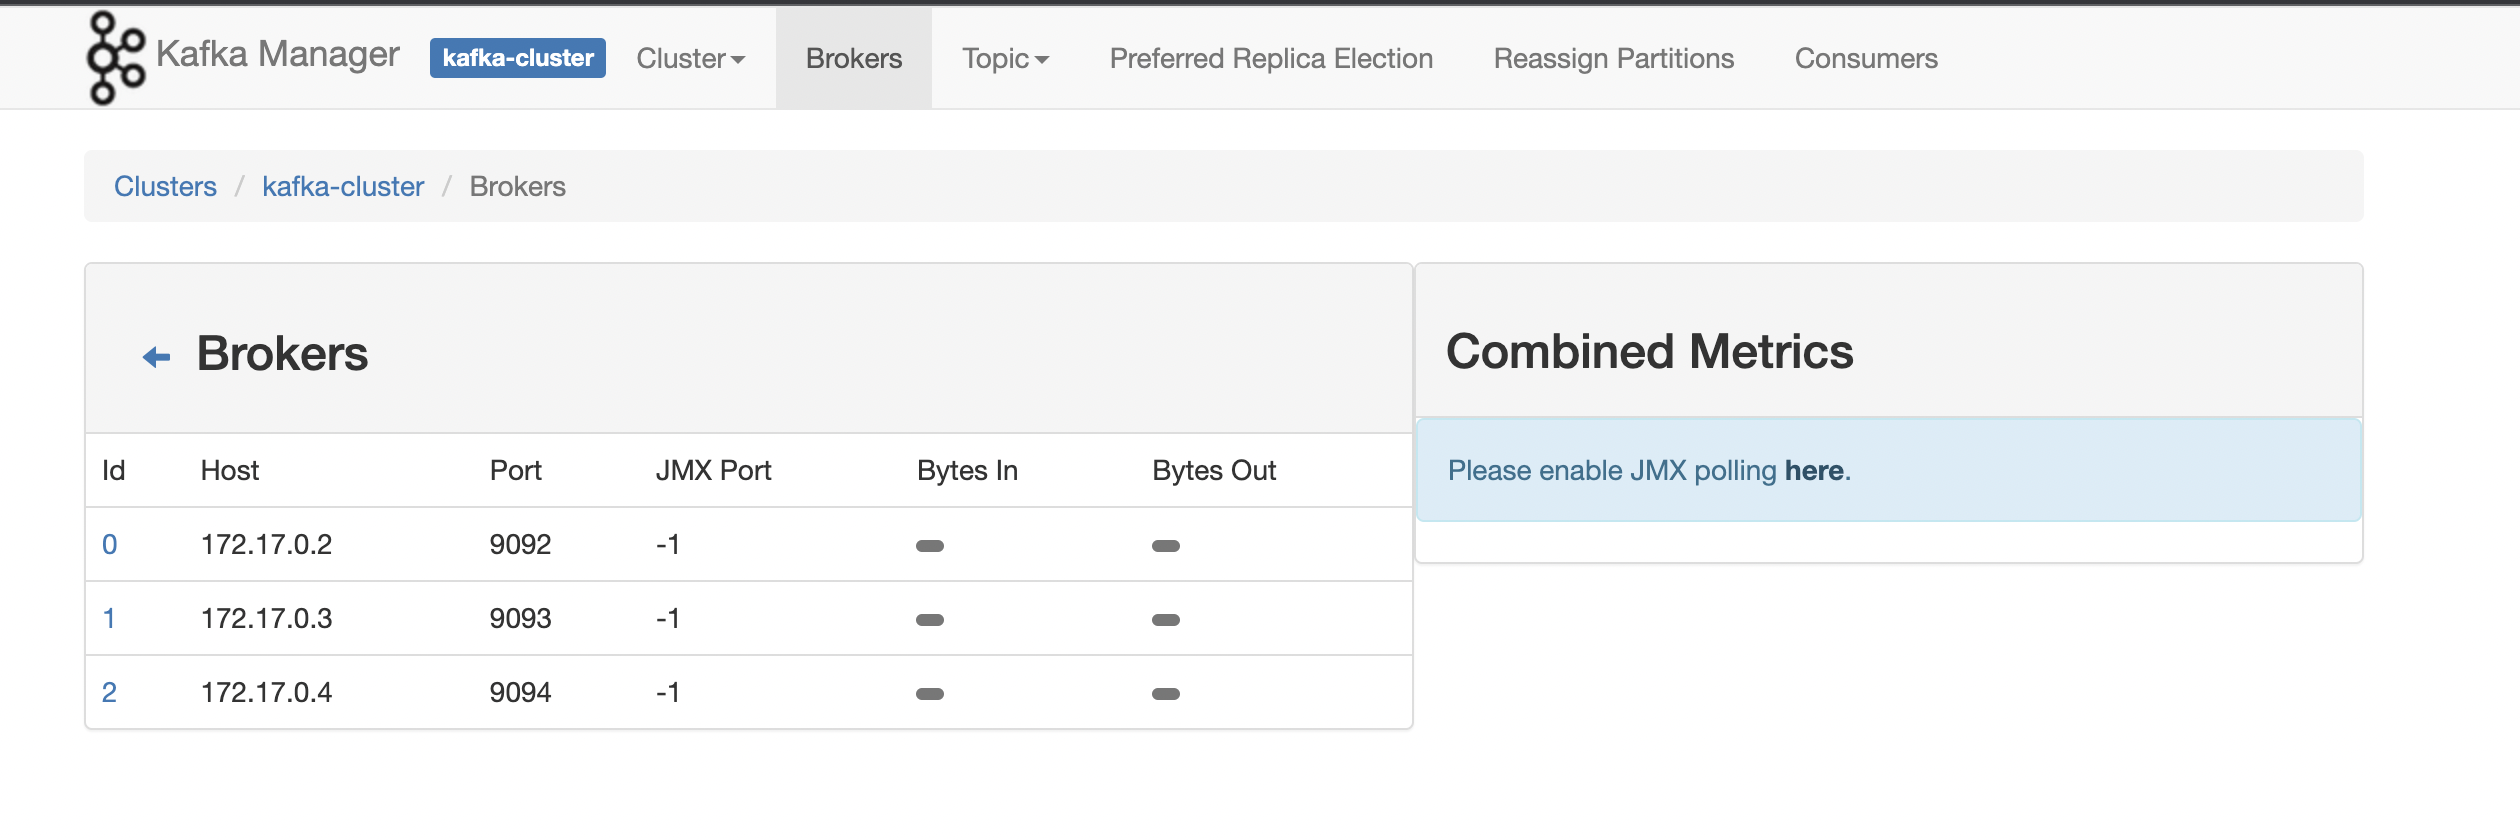 Kafka Manager kafka-cluster Cluster Brokers Topic Preferred Replica Election Reassign Partitions Consumers
Clusters / kafka-cluster / Brokers
Brokers
Id Host Port JMX Port Bytes In Bytes Out
0 172.17.0.2 9092 -1
1 172.17.0.3 9093 -1
2 172.17.0.4 9094 -1
Combined Metrics
Please enable JMX polling here.